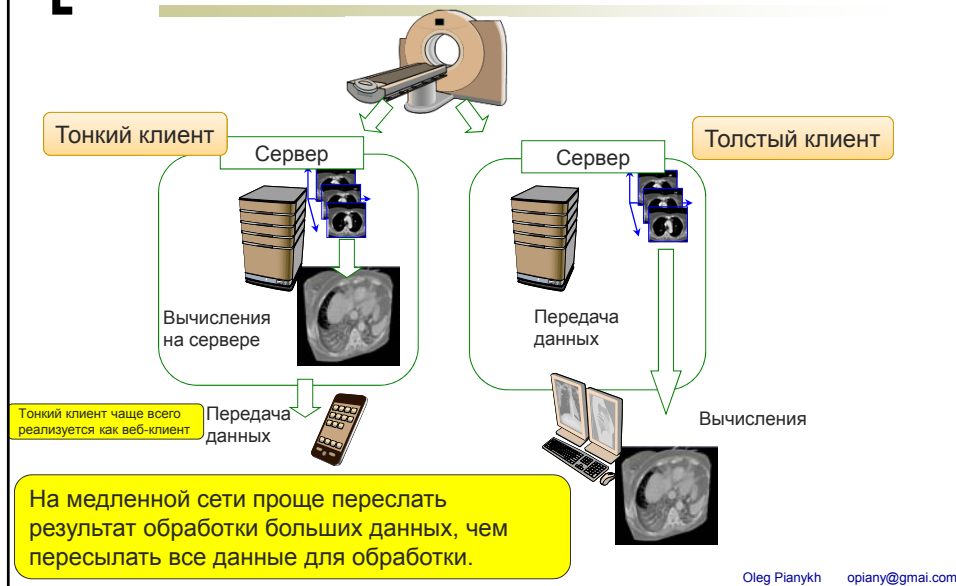 Тонкий клиент
Сервер
Вычисления
на сервере
Тонкий клиент чаще всего
реализуется как веб-клиент
Передача
данных
Толстый клиент
Сервер
Передача
данных
Вычисления
На медленной сети проще переслать
результат обработки больших данных, чем
пересылать все данные для обработки.
Oleg Pianykh opiany@gmai.com